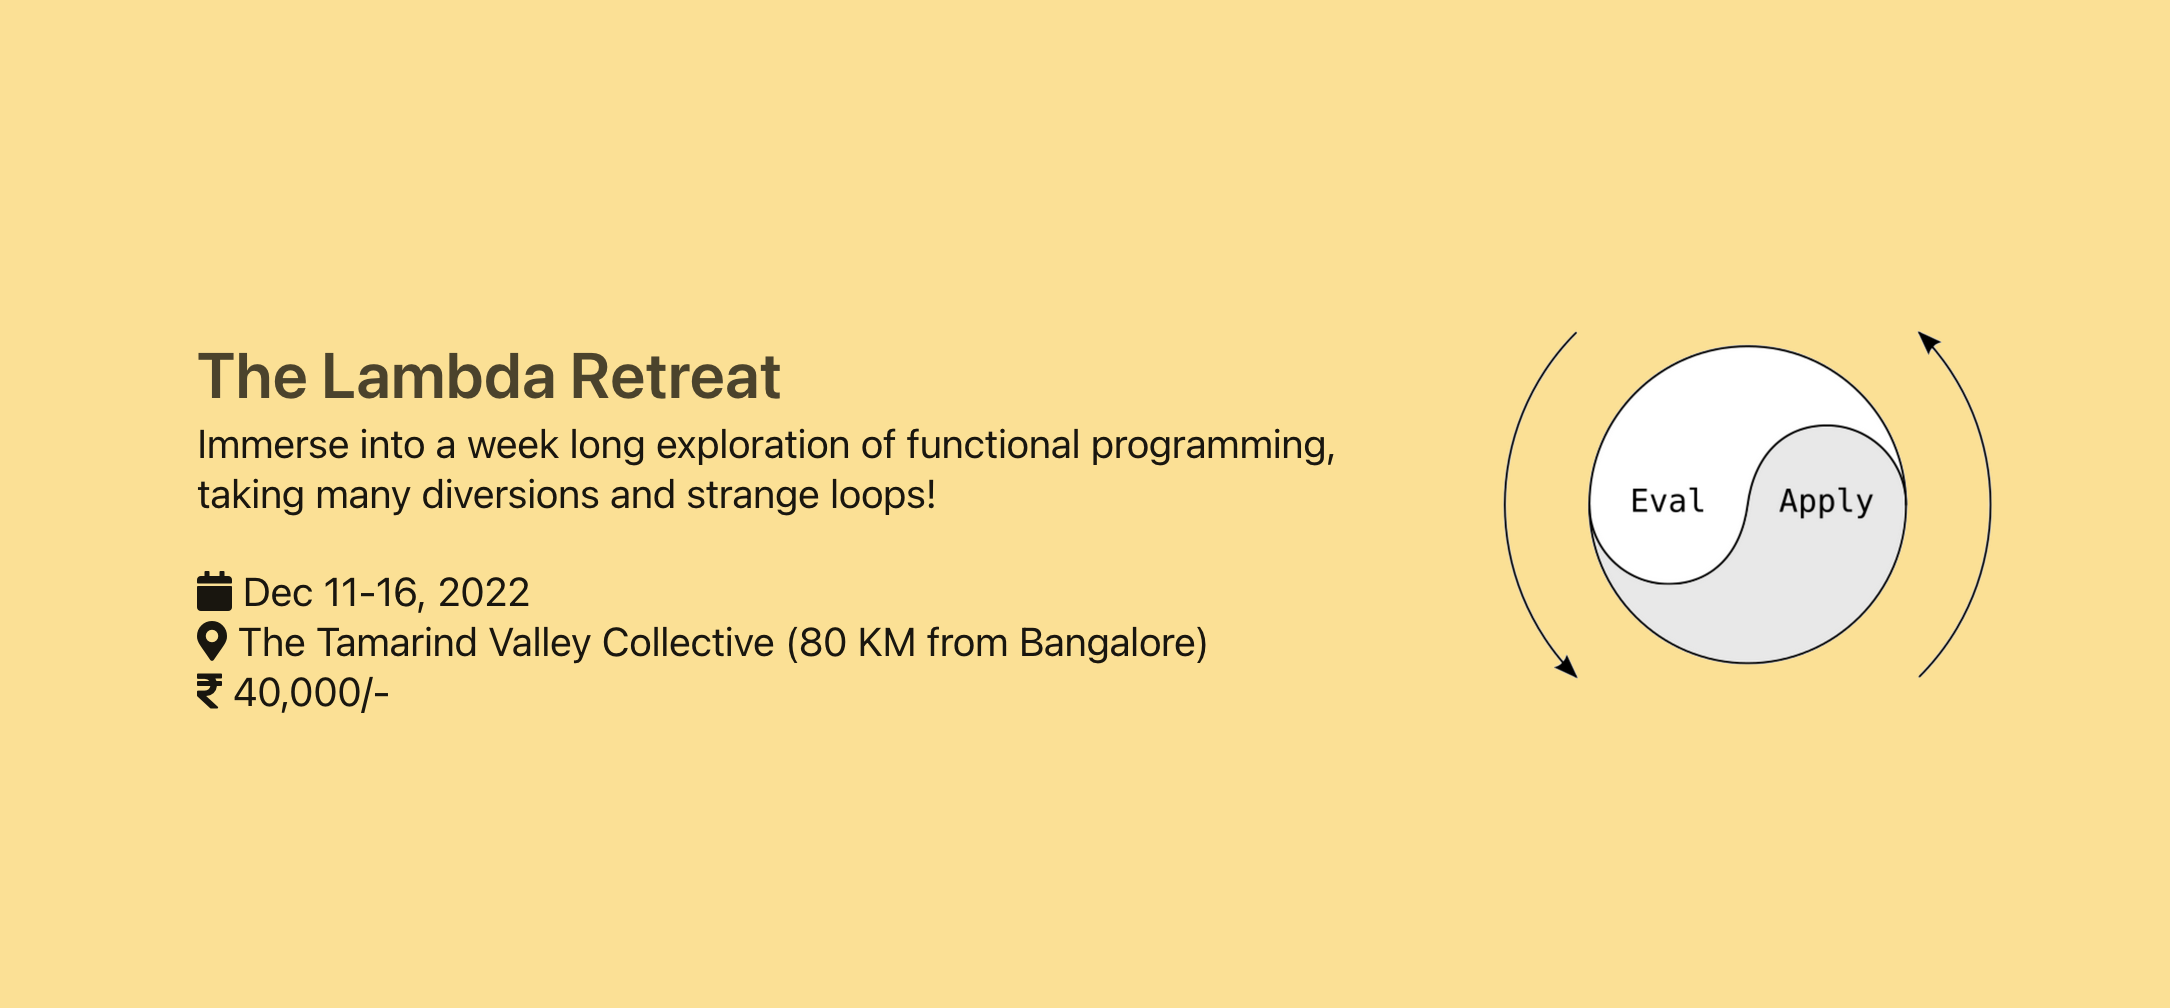 The Lambda Retreat
Immerse into a week long exploration of functional programming,
taking many diversions and strange loops!
Dec 11-16, 2022
The Tamarind Valley Collective (80 KM from Bangalore)
₹ 40,000/-
Eval
Apply